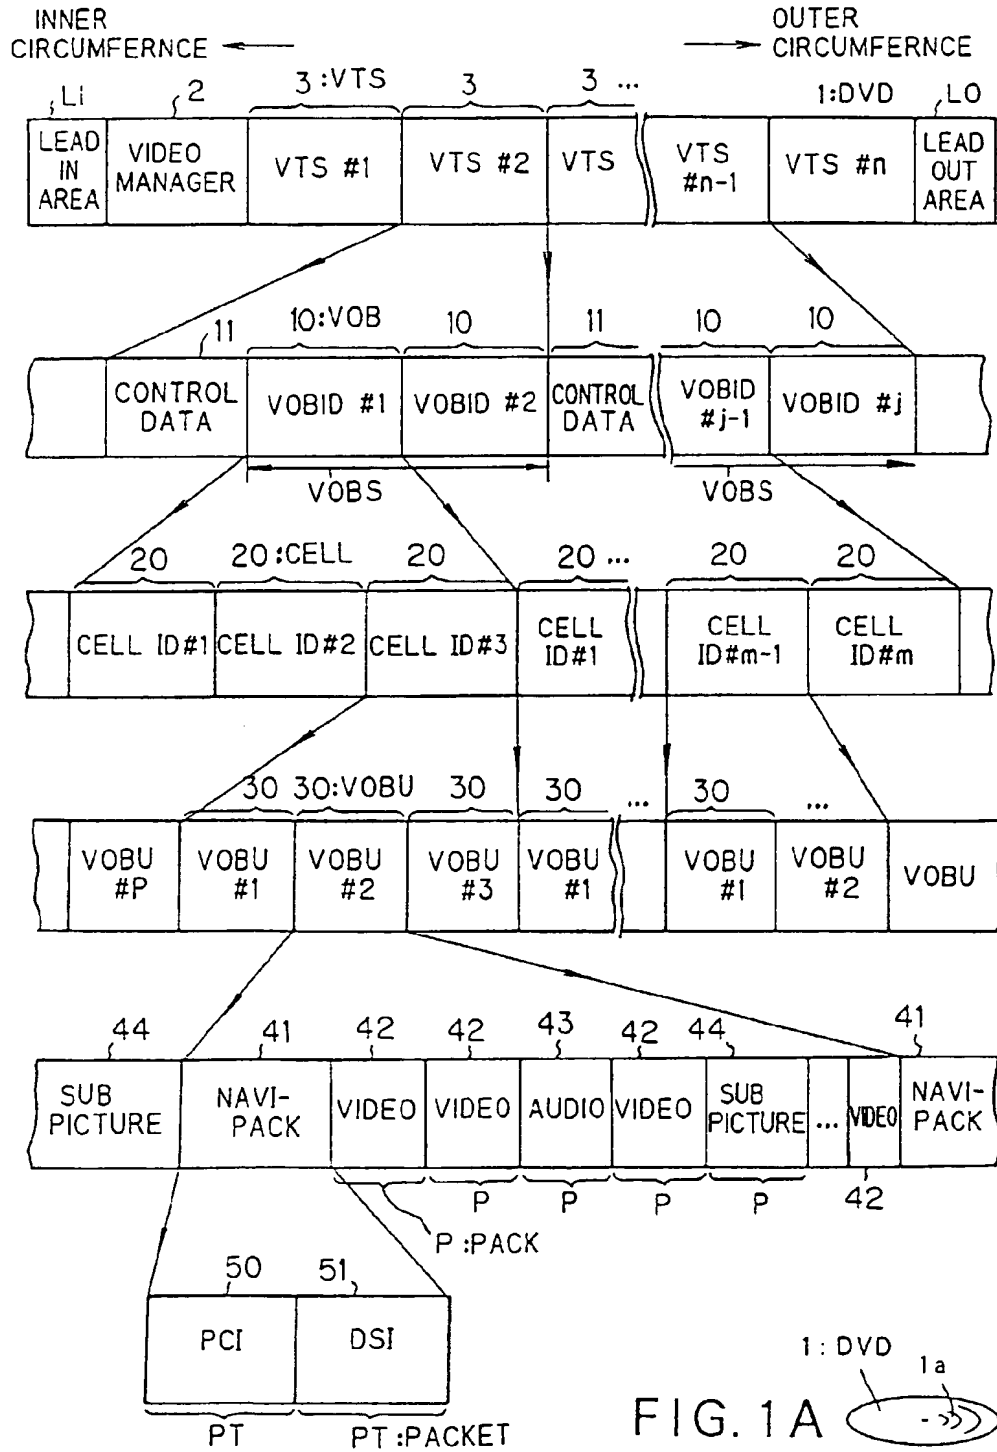 INNER
CIRCUMFERNCE
OUTER
CIRCUMFERNCE
LI
2
3 :VTS
3
3 ...
1:DVD
LO
LEAD
IN
AREA
VIDEO
MANAGER
VTS #1
VTS #2
VTS
VTS
#n-1
VTS #n
LEAD
OUT
AREA
11
10:VOB
10
11
10
10
CONTROL
DATA
VOBID #1
VOBID #2
CONTROL
DATA
VOBID
#j-1
VOBID #j
VOBS
VOBS
20
20:CELL
20
20 ...
20
20
CELL ID#1
CELL ID#2
CELL ID#3
CELL
ID#1
CELL
ID#m-1
CELL
ID#m
30
30:VOBU
30
30
...
30
...
VOBU
#P
VOBU
#1
VOBU
#2
VOBU
#3
VOBU
#1
VOBU
#1
VOBU
#2
VOBU
44
41
42
42
43
42
44
41
SUB
PICTURE
NAVI-
PACK
VIDEO
VIDEO
AUDIO
VIDEO
SUB
PICTURE
...
VIDEO
NAVI-
PACK
P
P
P
P
42
P :PACK
50
51
PCI
DSI
PT
PT :PACKET
FIG. 1A
1 : DVD
1a